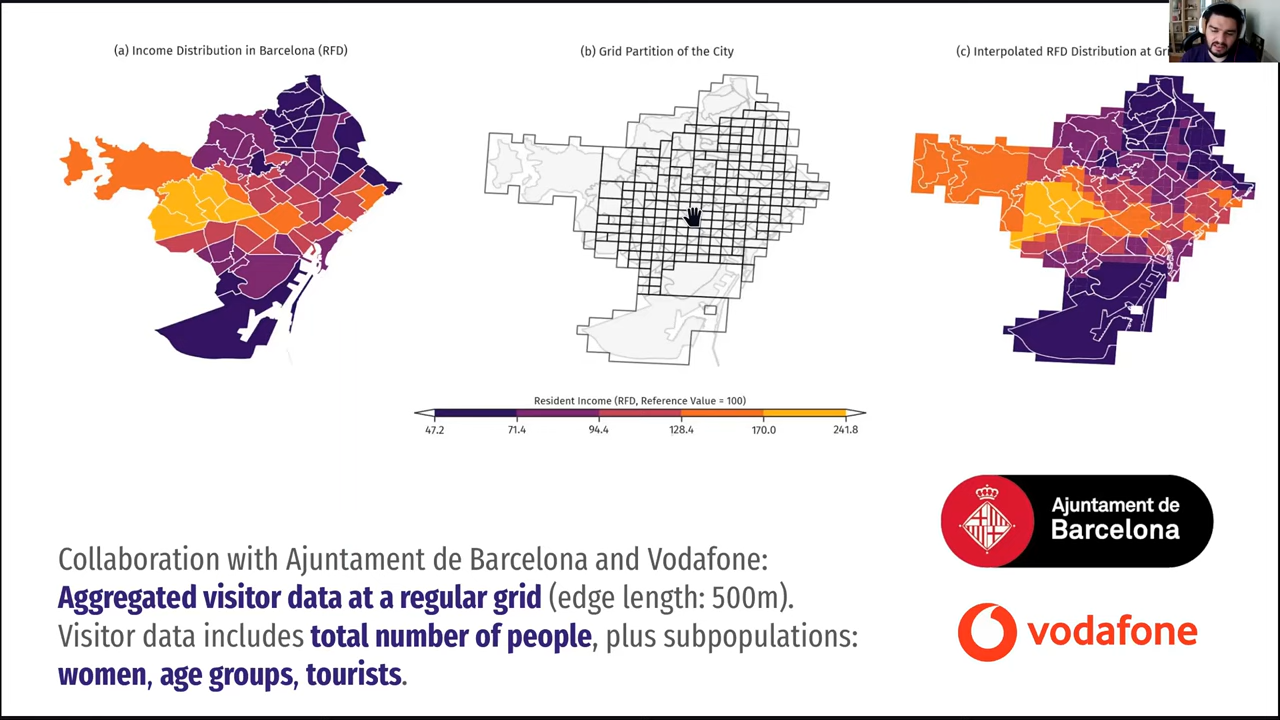 (a) Income Distribution in Barcelona (RFD)
(b) Grid Partition of the City
(c) Interpolated RFD Distribution at
Resident Income (RFD, Reference Value = 100)
47.2 71.4 94.4 128.4 170.0 241.8
Ajuntament de
Barcelona
Collaboration with Ajuntament de Barcelona and Vodafone:
Aggregated visitor data at a regular grid (edge length: 500m).
Visitor data includes total number of people, plus subpopulations:
women, age groups, tourists.
vodafone